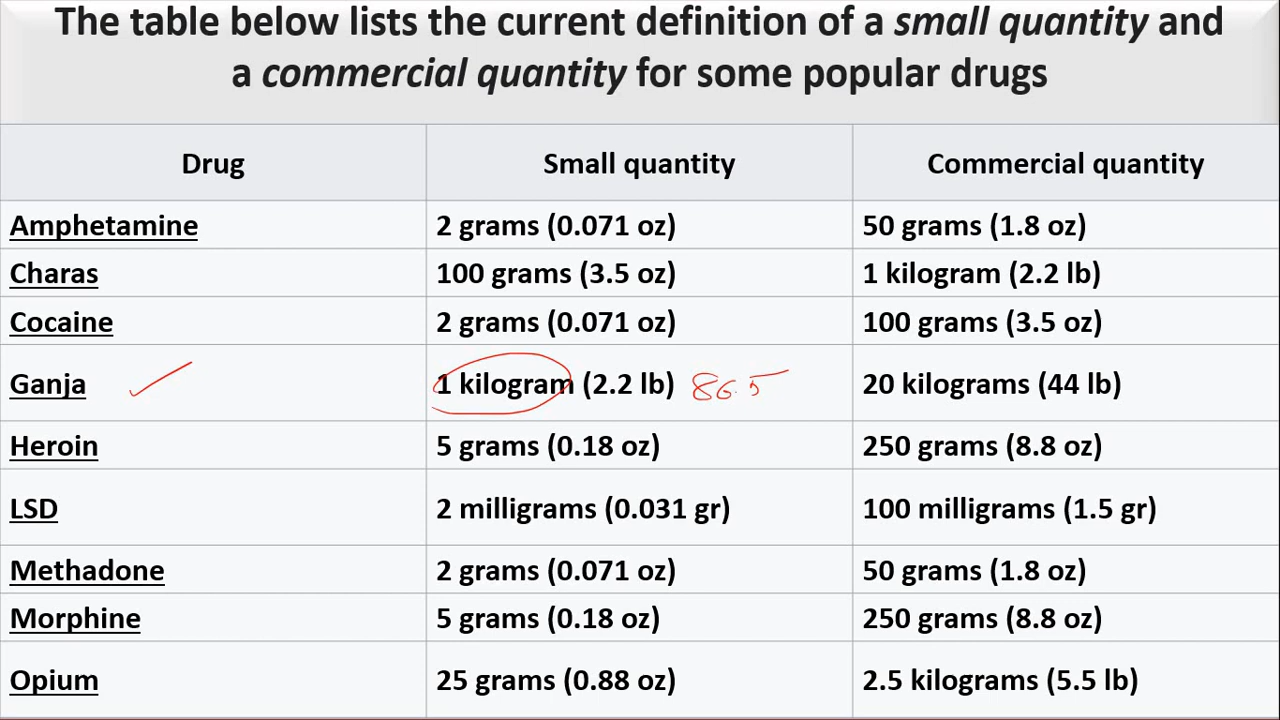 The table below lists the current definition of a small quantity and
a commercial quantity for some popular drugs
Drug Small quantity Commercial quantity
Amphetamine 2 grams (0.071 oz) 50 grams (1.8 oz)
Charas 100 grams (3.5 oz) 1 kilogram (2.2 lb)
Cocaine 2 grams (0.071 oz) 100 grams (3.5 oz)
Ganja 1 kilogram (2.2 lb) 86.5 20 kilograms (44 lb)
Heroin 5 grams (0.18 oz) 250 grams (8.8 oz)
LSD 2 milligrams (0.031 gr) 100 milligrams (1.5 gr)
Methadone 2 grams (0.071 oz) 50 grams (1.8 oz)
Morphine 5 grams (0.18 oz) 250 grams (8.8 oz)
Opium 25 grams (0.88 oz) 2.5 kilograms (5.5 lb)